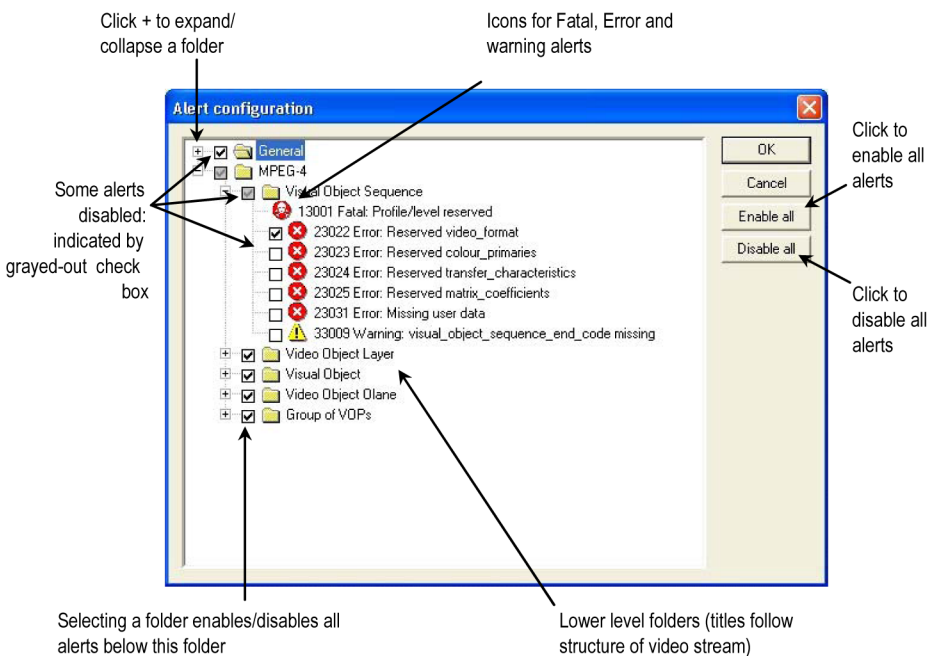 Click + to expand/
collapse a folder
Icons for Fatal, Error and
warning alerts
Alert configuration
General
MPEG-4
Visual Object Sequence
13001 Fatal: Profile/level reserved
23022 Error: Reserved video_format
23023 Error: Reserved colour_primaries
23024 Error: Reserved transfer_characteristics
23025 Error: Reserved matrix_coefficients
23031 Error: Missing user data
33009 Warning: visual_object_sequence_end_code missing
Video Object Layer
Visual Object
Video Object Olane
Group of VOPs
OK
Cancel
Enable all
Disable all
Some alerts
disabled:
indicated by
grayed-out check
box
Click to
enable all
alerts
Click to
disable all
alerts
Selecting a folder enables/disables all
alerts below this folder
Lower level folders (titles follow
structure of video stream)